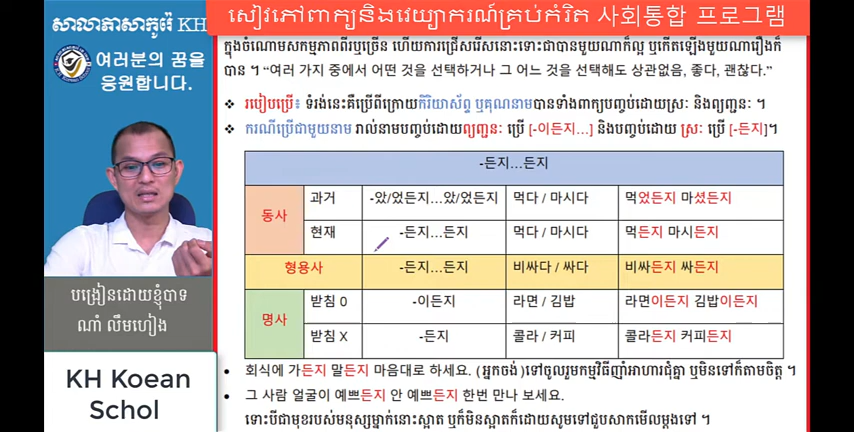 សាលាភាសាកូរ៉េ KH
여러분의 꿈을
응원합니다.
សៀវភៅពាក្យនិងវេយ្យាករណ៍គ្រប់កំរិត 사회통합 프로그램
ក្នុងចំណោមសកម្មភាពពីរឬច្រើន ហើយការជ្រើសរើសនោះទោះជាបានមួយណាក៏ល្អ ឬកើតឡើងមួយណារឿងក៏
បាន ។ “여러 가지 중에서 어떤 것을 선택하거나 그 어느 것을 선택해도 상관없음, 좋다, 괜찮다.”
❖ របៀបប្រើ៖ ទំរង់នេះគឺប្រើពីក្រោយកិរិយាស័ព្ទ ឬគុណនាមបានទាំងពាក្យបញ្ចប់ដោយស្រៈ និងព្យញ្ជនៈ ។
❖ ករណីប្រើជាមួយនាម រាល់នាមបញ្ចប់ដោយព្យញ្ជនៈ ប្រើ [-이든지...] និងបញ្ចប់ដោយ ស្រៈ ប្រើ [-든지]។
-든지...든지
동사 과거 -았/었든지...았/었든지 먹다 / 마시다 먹었든지 마셨든지
현재 -든지...든지 먹다 / 마시다 먹든지 마시든지
형용사 -든지...든지 비싸다 / 싸다 비싸든지 싸든지
명사 받침 0 -이든지 라면 / 김밥 라면이든지 김밥이든지
받침 X -든지 콜라 / 커피 콜라든지 커피든지
• 회식에 가든지 말든지 마음대로 하세요. (អ្នកចង់) ទៅចូលរួមកម្មវិធីញ៉ាំអាហារជុំគ្នា ឬមិនទៅក៏តាមចិត្ត ។
• 그 사람 얼굴이 예쁘든지 안 예쁘든지 한번 만나 보세요.
ទោះបីជាមុខរបស់មនុស្សម្នាក់នោះស្អាត ឬក៏មិនស្អាតក៏ដោយសូមទៅជួបសាកមើលម្តងទៅ ។
បង្រៀនដោយខ្ញុំបាទ
ណាំ លឹមហៀង
KH Koean
Schol